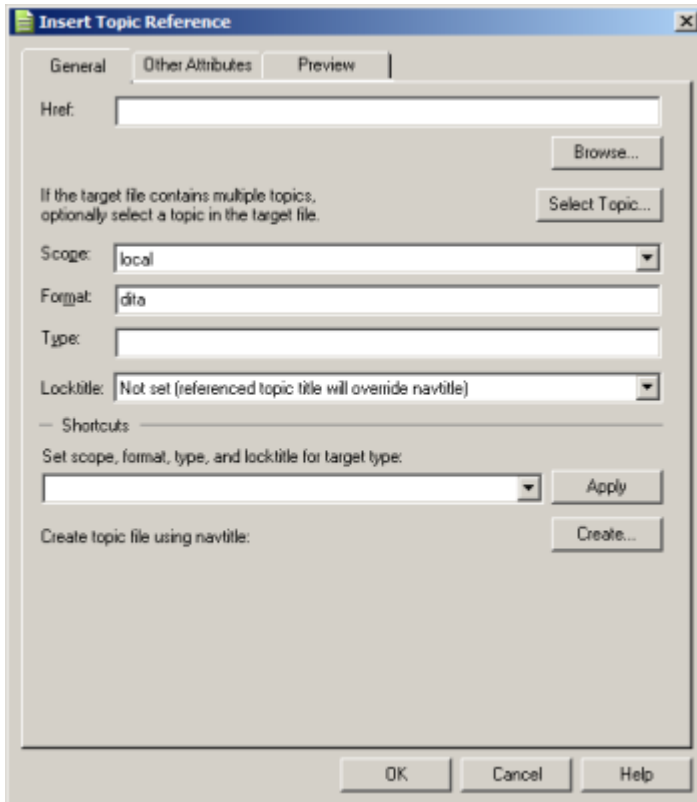 Insert Topic Reference
General Other Attributes Preview
Href:
Browse...
If the target file contains multiple topics,
optionally select a topic in the target file.
Select Topic...
Scope: local
Format: dita
Type:
Locktitle: Not set (referenced topic title will override navtitle)
Shortcuts
Set scope, format, type, and locktitle for target type:
Apply
Create topic file using navtitle:
Create...
OK Cancel Help